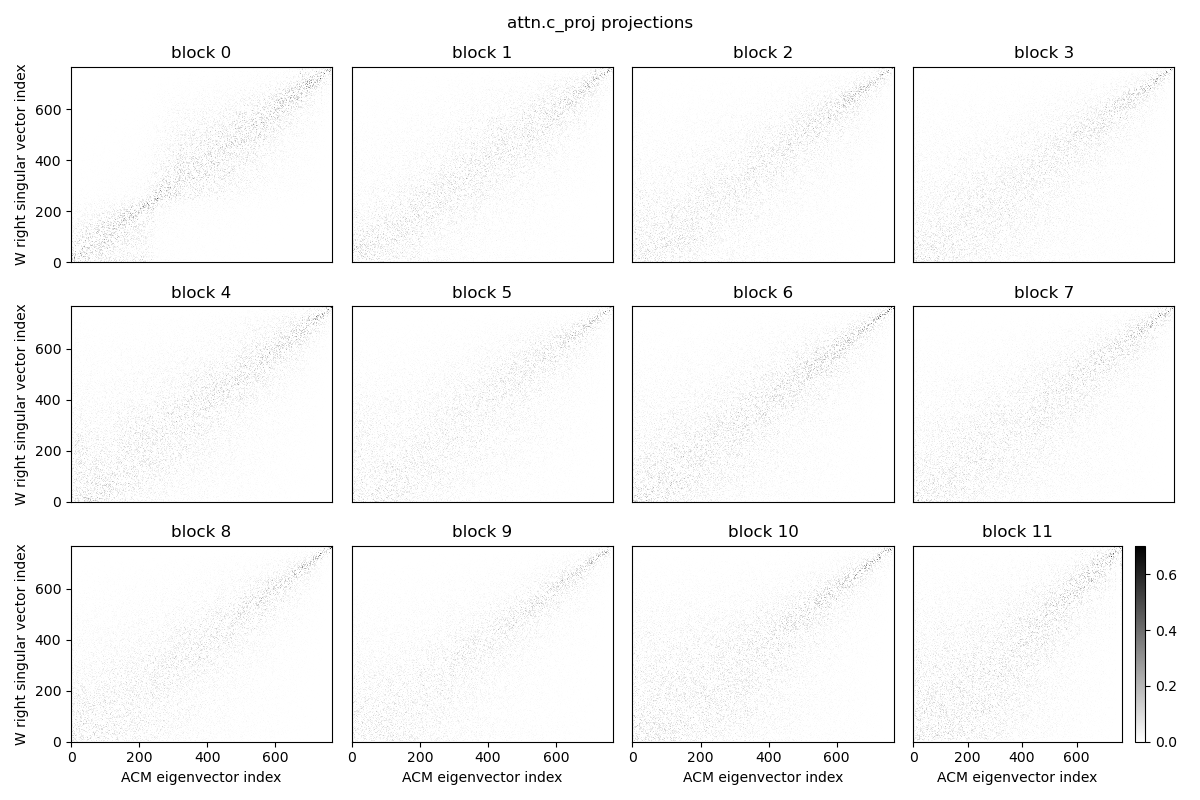 attn.c_proj projections
block 0
block 1
block 2
block 3
W right singular vector index
600
400
200
0
block 4
block 5
block 6
block 7
W right singular vector index
600
400
200
0
block 8
block 9
block 10
block 11
W right singular vector index
600
400
200
0
0.6
0.4
0.2
0.0
0 200 400 600
0 200 400 600
0 200 400 600
0 200 400 600
ACM eigenvector index
ACM eigenvector index
ACM eigenvector index
ACM eigenvector index